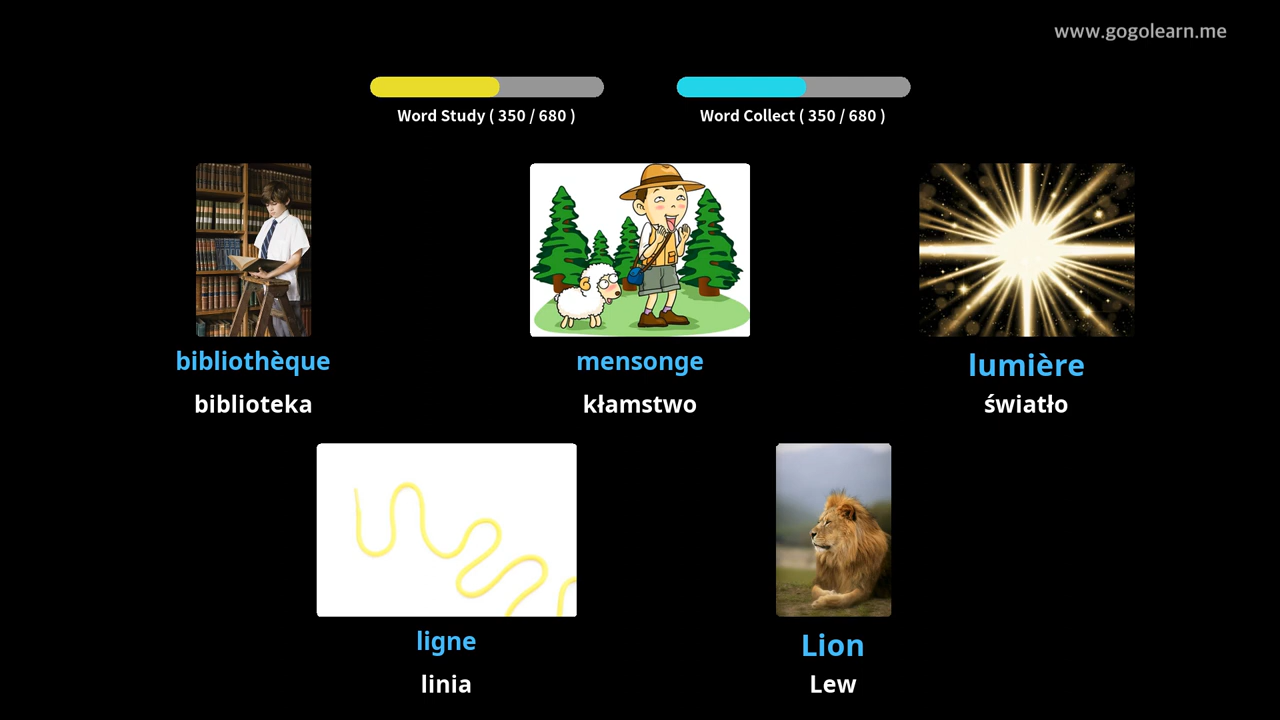 www.gogolearn.me
Word Study ( 350 / 680 )
Word Collect ( 350 / 680 )
bibliothèque
biblioteka
mensonge
kłamstwo
lumière
światło
ligne
linia
Lion
Lew